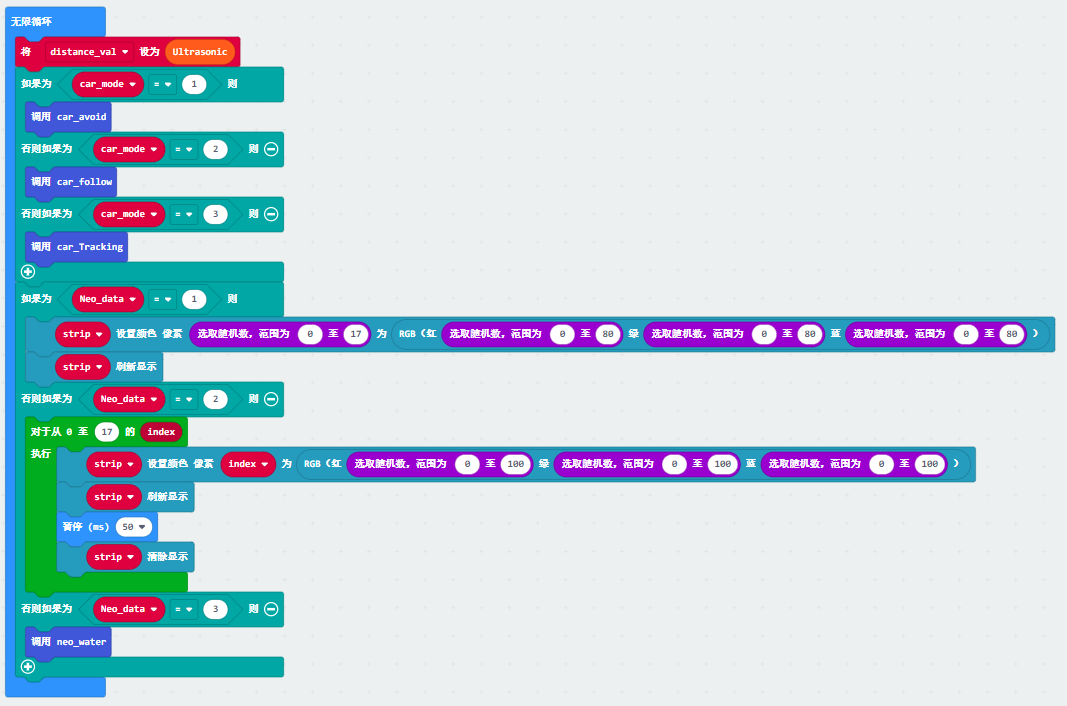 无限循环
将 distance_val 设为 Ultrasonic
如果为 car_mode = 1 则
调用 car_avoid
否则如果为 car_mode = 2 则
调用 car_follow
否则如果为 car_mode = 3 则
调用 car_Tracking
如果为 Neo_data = 1 则
strip 设置颜色 像素 选取随机数，范围为 0 至 17 为 RGB（红 选取随机数，范围为 0 至 80 绿 选取随机数，范围为 0 至 80 蓝 选取随机数，范围为 0 至 80 ）
strip 刷新显示
否则如果为 Neo_data = 2 则
对于从 0 至 17 的 index
执行
strip 设置颜色 像素 index 为 RGB（红 选取随机数，范围为 0 至 100 绿 选取随机数，范围为 0 至 100 蓝 选取随机数，范围为 0 至 100 ）
strip 刷新显示
暂停 (ms) 50
strip 清除显示
否则如果为 Neo_data = 3 则
调用 neo_water